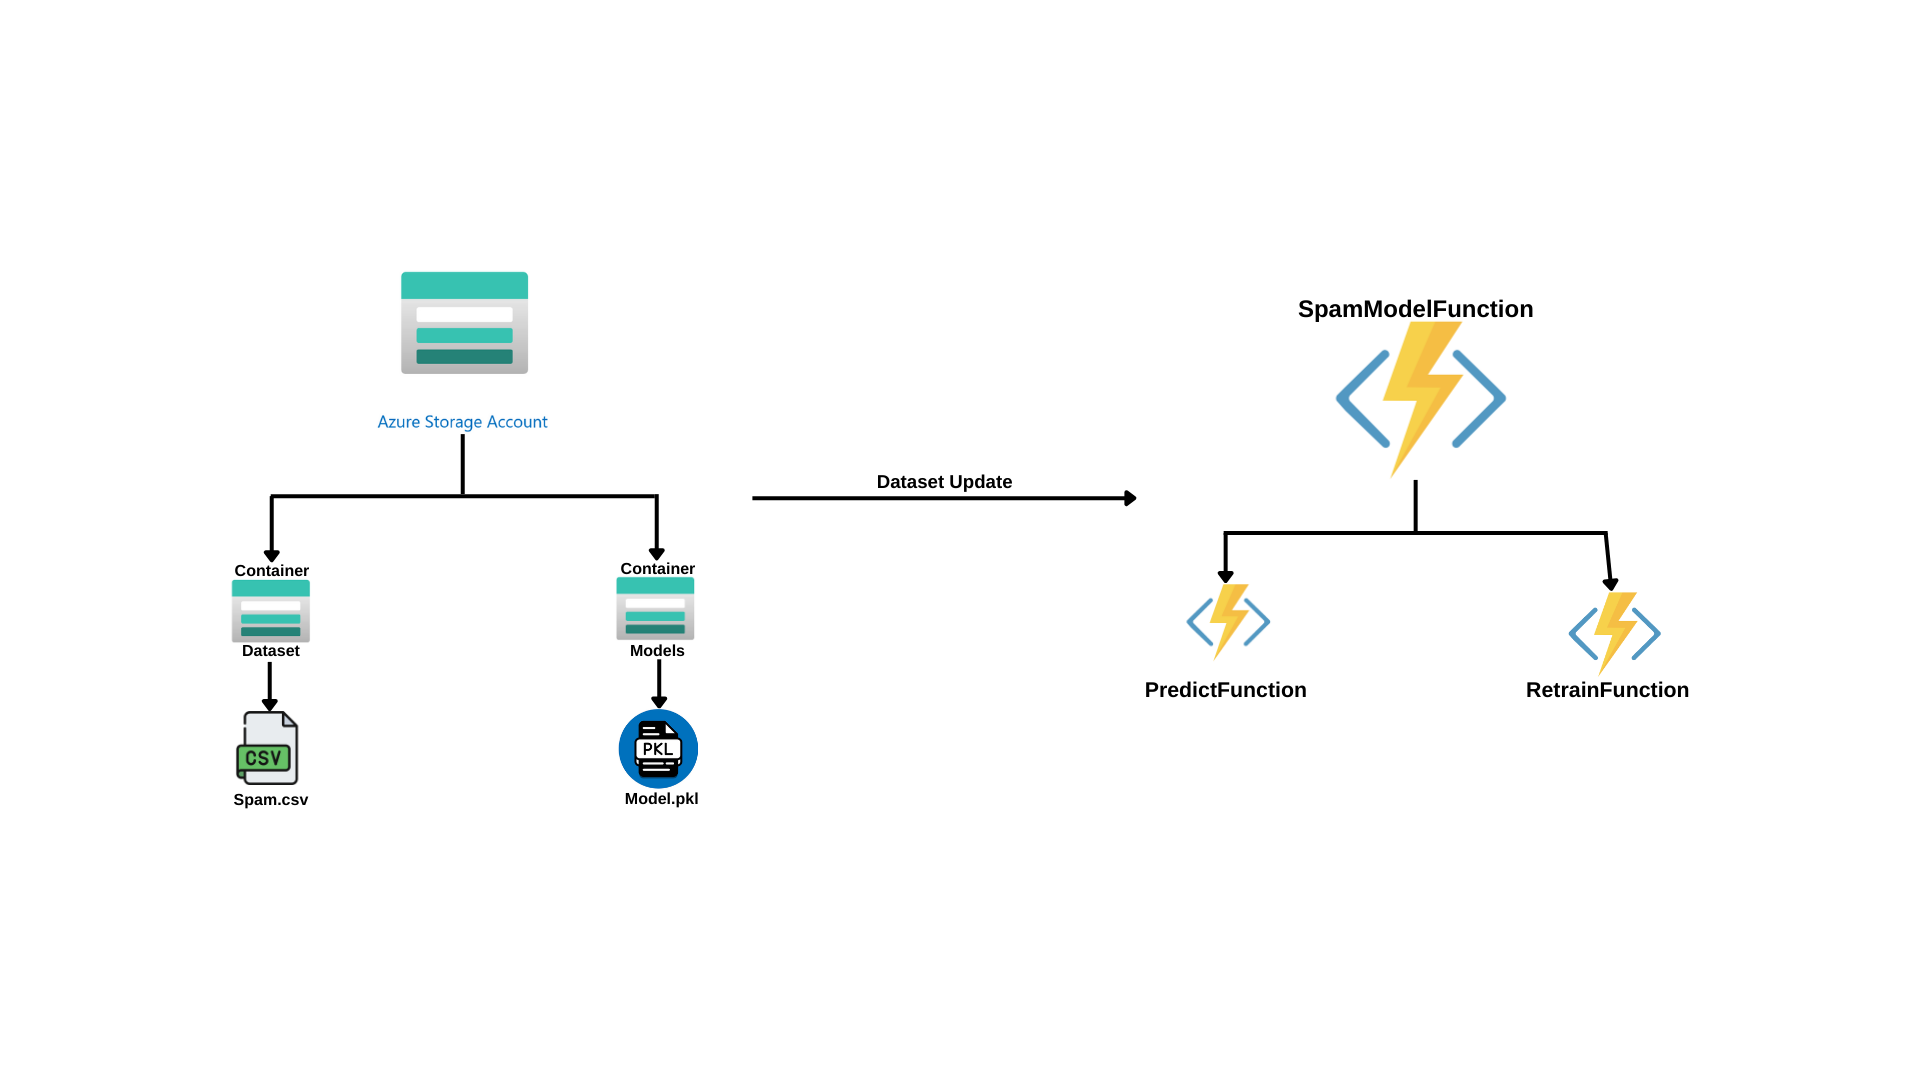 SpamModelFunction
Azure Storage Account
Dataset Update
Container
Container
Dataset
Models
PredictFunction
RetrainFunction
CSV
PKL
Spam.csv
Model.pkl